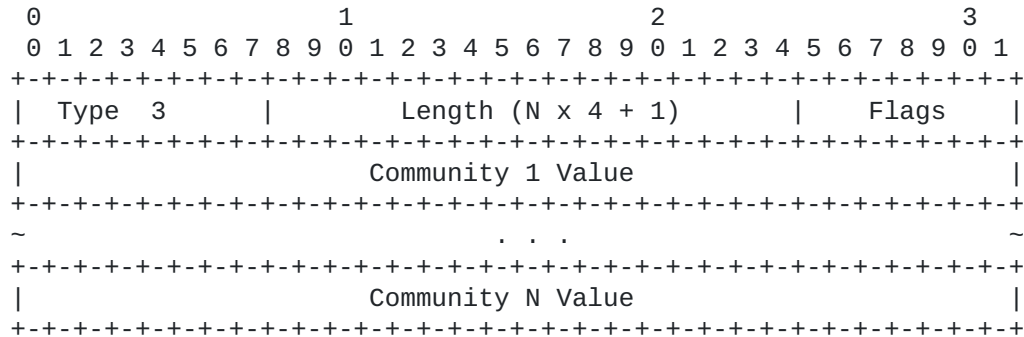 0                   1                   2                   3
 0 1 2 3 4 5 6 7 8 9 0 1 2 3 4 5 6 7 8 9 0 1 2 3 4 5 6 7 8 9 0 1
+-+-+-+-+-+-+-+-+-+-+-+-+-+-+-+-+-+-+-+-+-+-+-+-+-+-+-+-+-+-+-+-+
|  Type  3      |        Length (N x 4 + 1)       |    Flags    |
+-+-+-+-+-+-+-+-+-+-+-+-+-+-+-+-+-+-+-+-+-+-+-+-+-+-+-+-+-+-+-+-+
|                      Community 1 Value                        |
+-+-+-+-+-+-+-+-+-+-+-+-+-+-+-+-+-+-+-+-+-+-+-+-+-+-+-+-+-+-+-+-+
~                              . . .                            ~
+-+-+-+-+-+-+-+-+-+-+-+-+-+-+-+-+-+-+-+-+-+-+-+-+-+-+-+-+-+-+-+-+
|                      Community N Value                        |
+-+-+-+-+-+-+-+-+-+-+-+-+-+-+-+-+-+-+-+-+-+-+-+-+-+-+-+-+-+-+-+-+